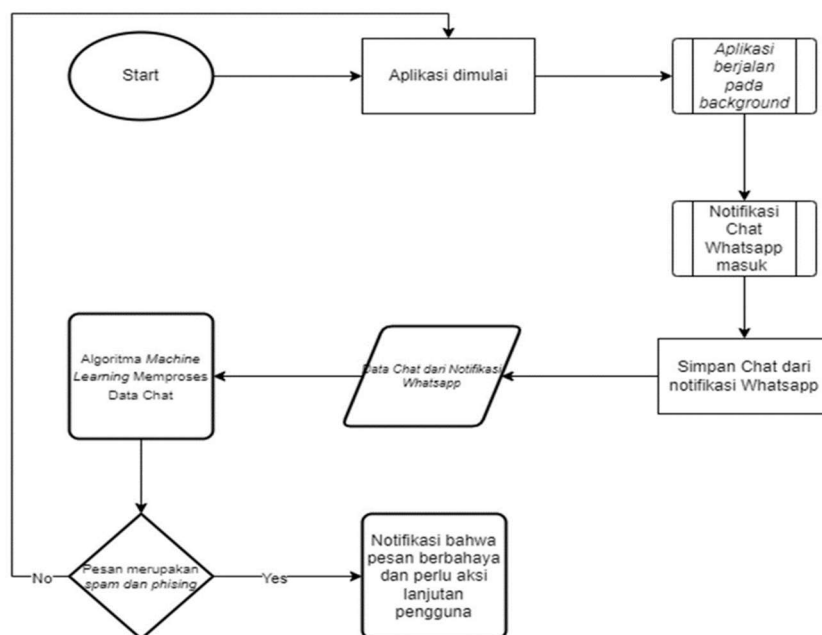 Start
Aplikasi dimulai
Aplikasi
berjalan
pada
background
Notifikasi
Chat
Whatsapp
masuk
Simpan Chat dari
notifikasi Whatsapp
Data Chat dari Notifikasi
Whatsapp
Algoritma Machine
Learning Memproses
Data Chat
Pesan merupakan
spam dan phising
No
Yes
Notifikasi bahwa
pesan berbahaya
dan perlu aksi
lanjutan
pengguna